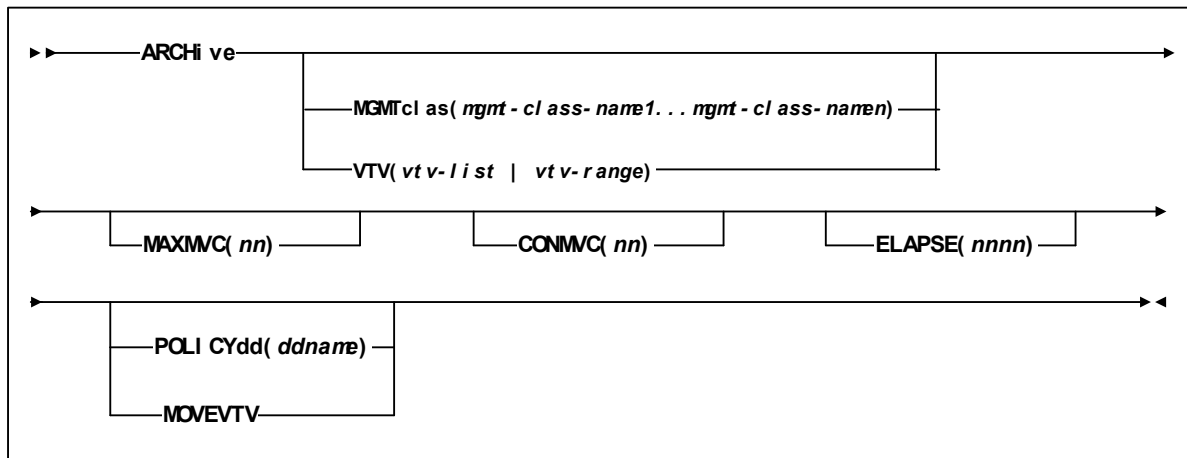 ARCHive
MGMTclas(mgmt-class-name1...mgmt-class-namen)
VTV(vtv-list | vtv-range)
MAXMVC(nn) CONMVC(nn) ELAPSE(nnnn)
POLICYdd(ddname)
MOVEVTV